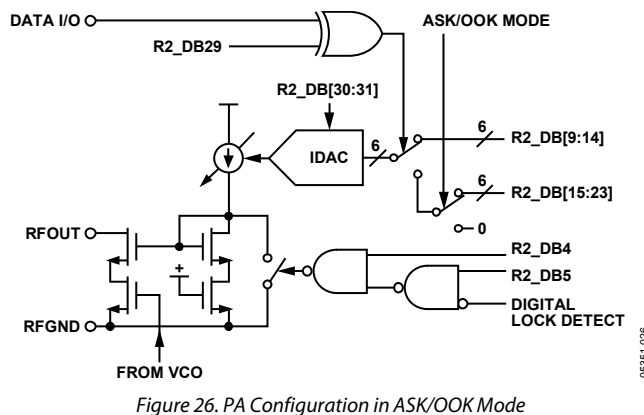 DATA I/O
ASK/OOK MODE
R2_DB29
R2_DB[30:31]
6
R2_DB[9:14]
IDAC
6
6
R2_DB[15:23]
0
RFOUT
+
R2_DB4
R2_DB5
DIGITAL
LOCK DETECT
RFGND
FROM VCO
05351-026
Figure 26. PA Configuration in ASK/OOK Mode